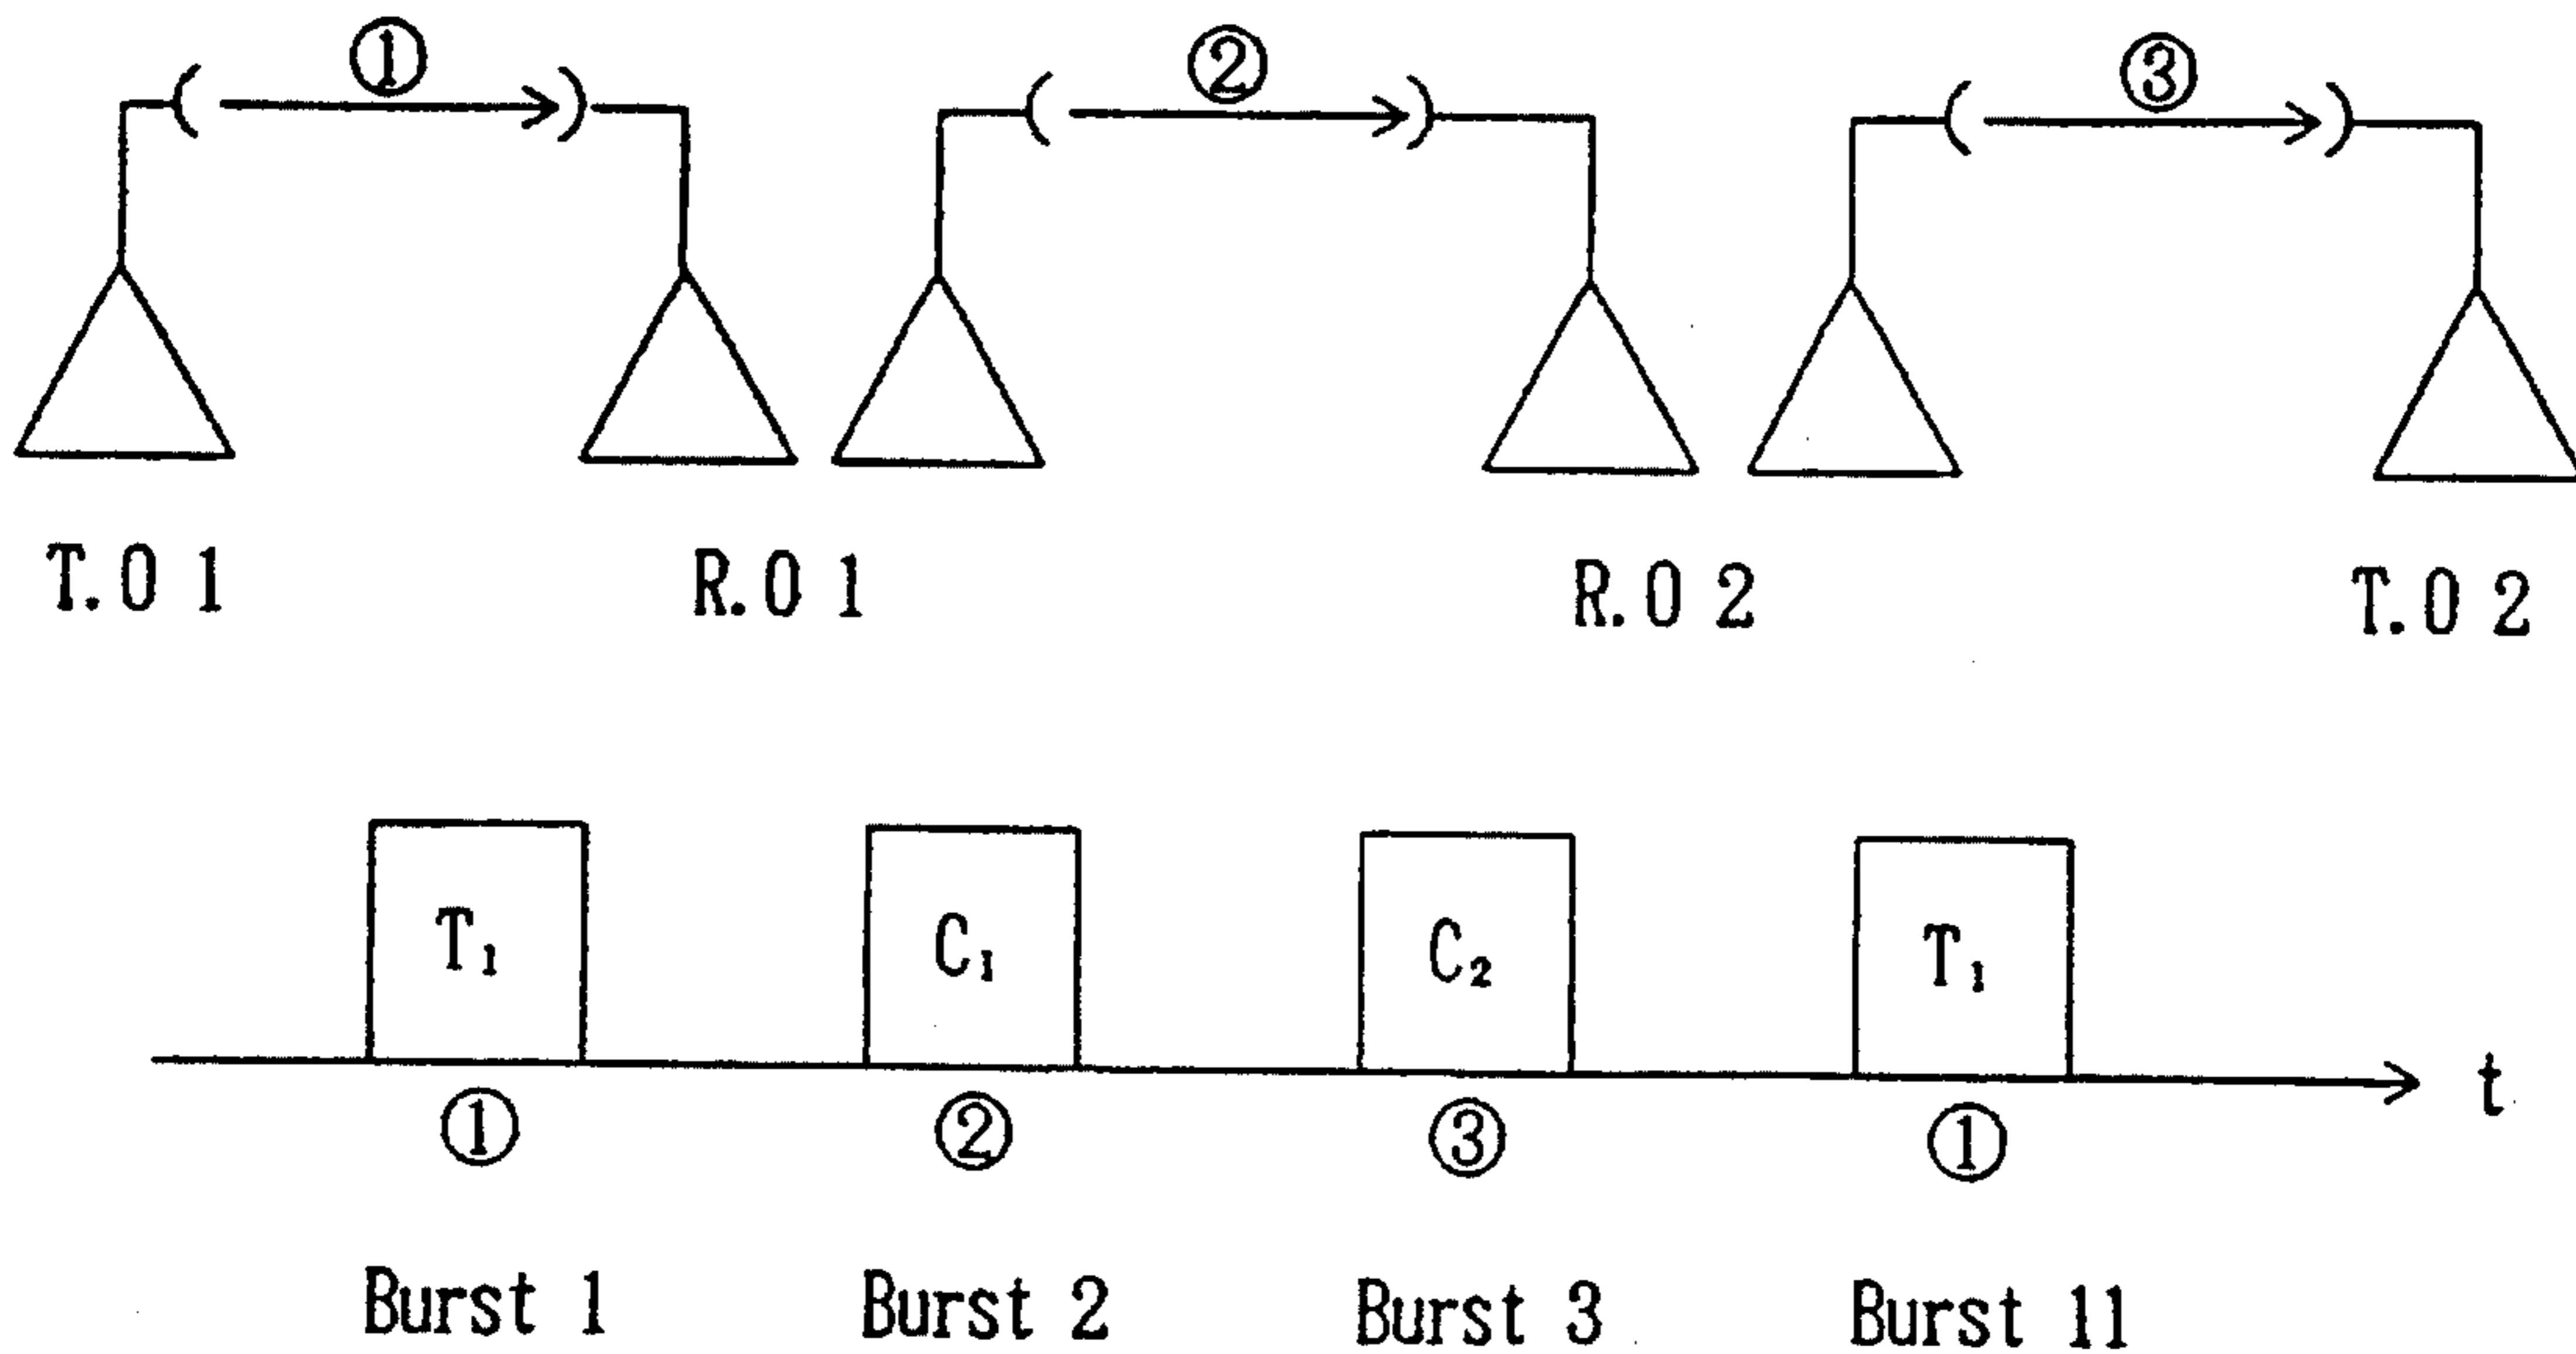 ① ② ③
T.0 1 R.0 1 R.0 2 T.0 2
T₁ C₁ C₂ T₁
t
① ② ③ ①
Burst 1 Burst 2 Burst 3 Burst 11